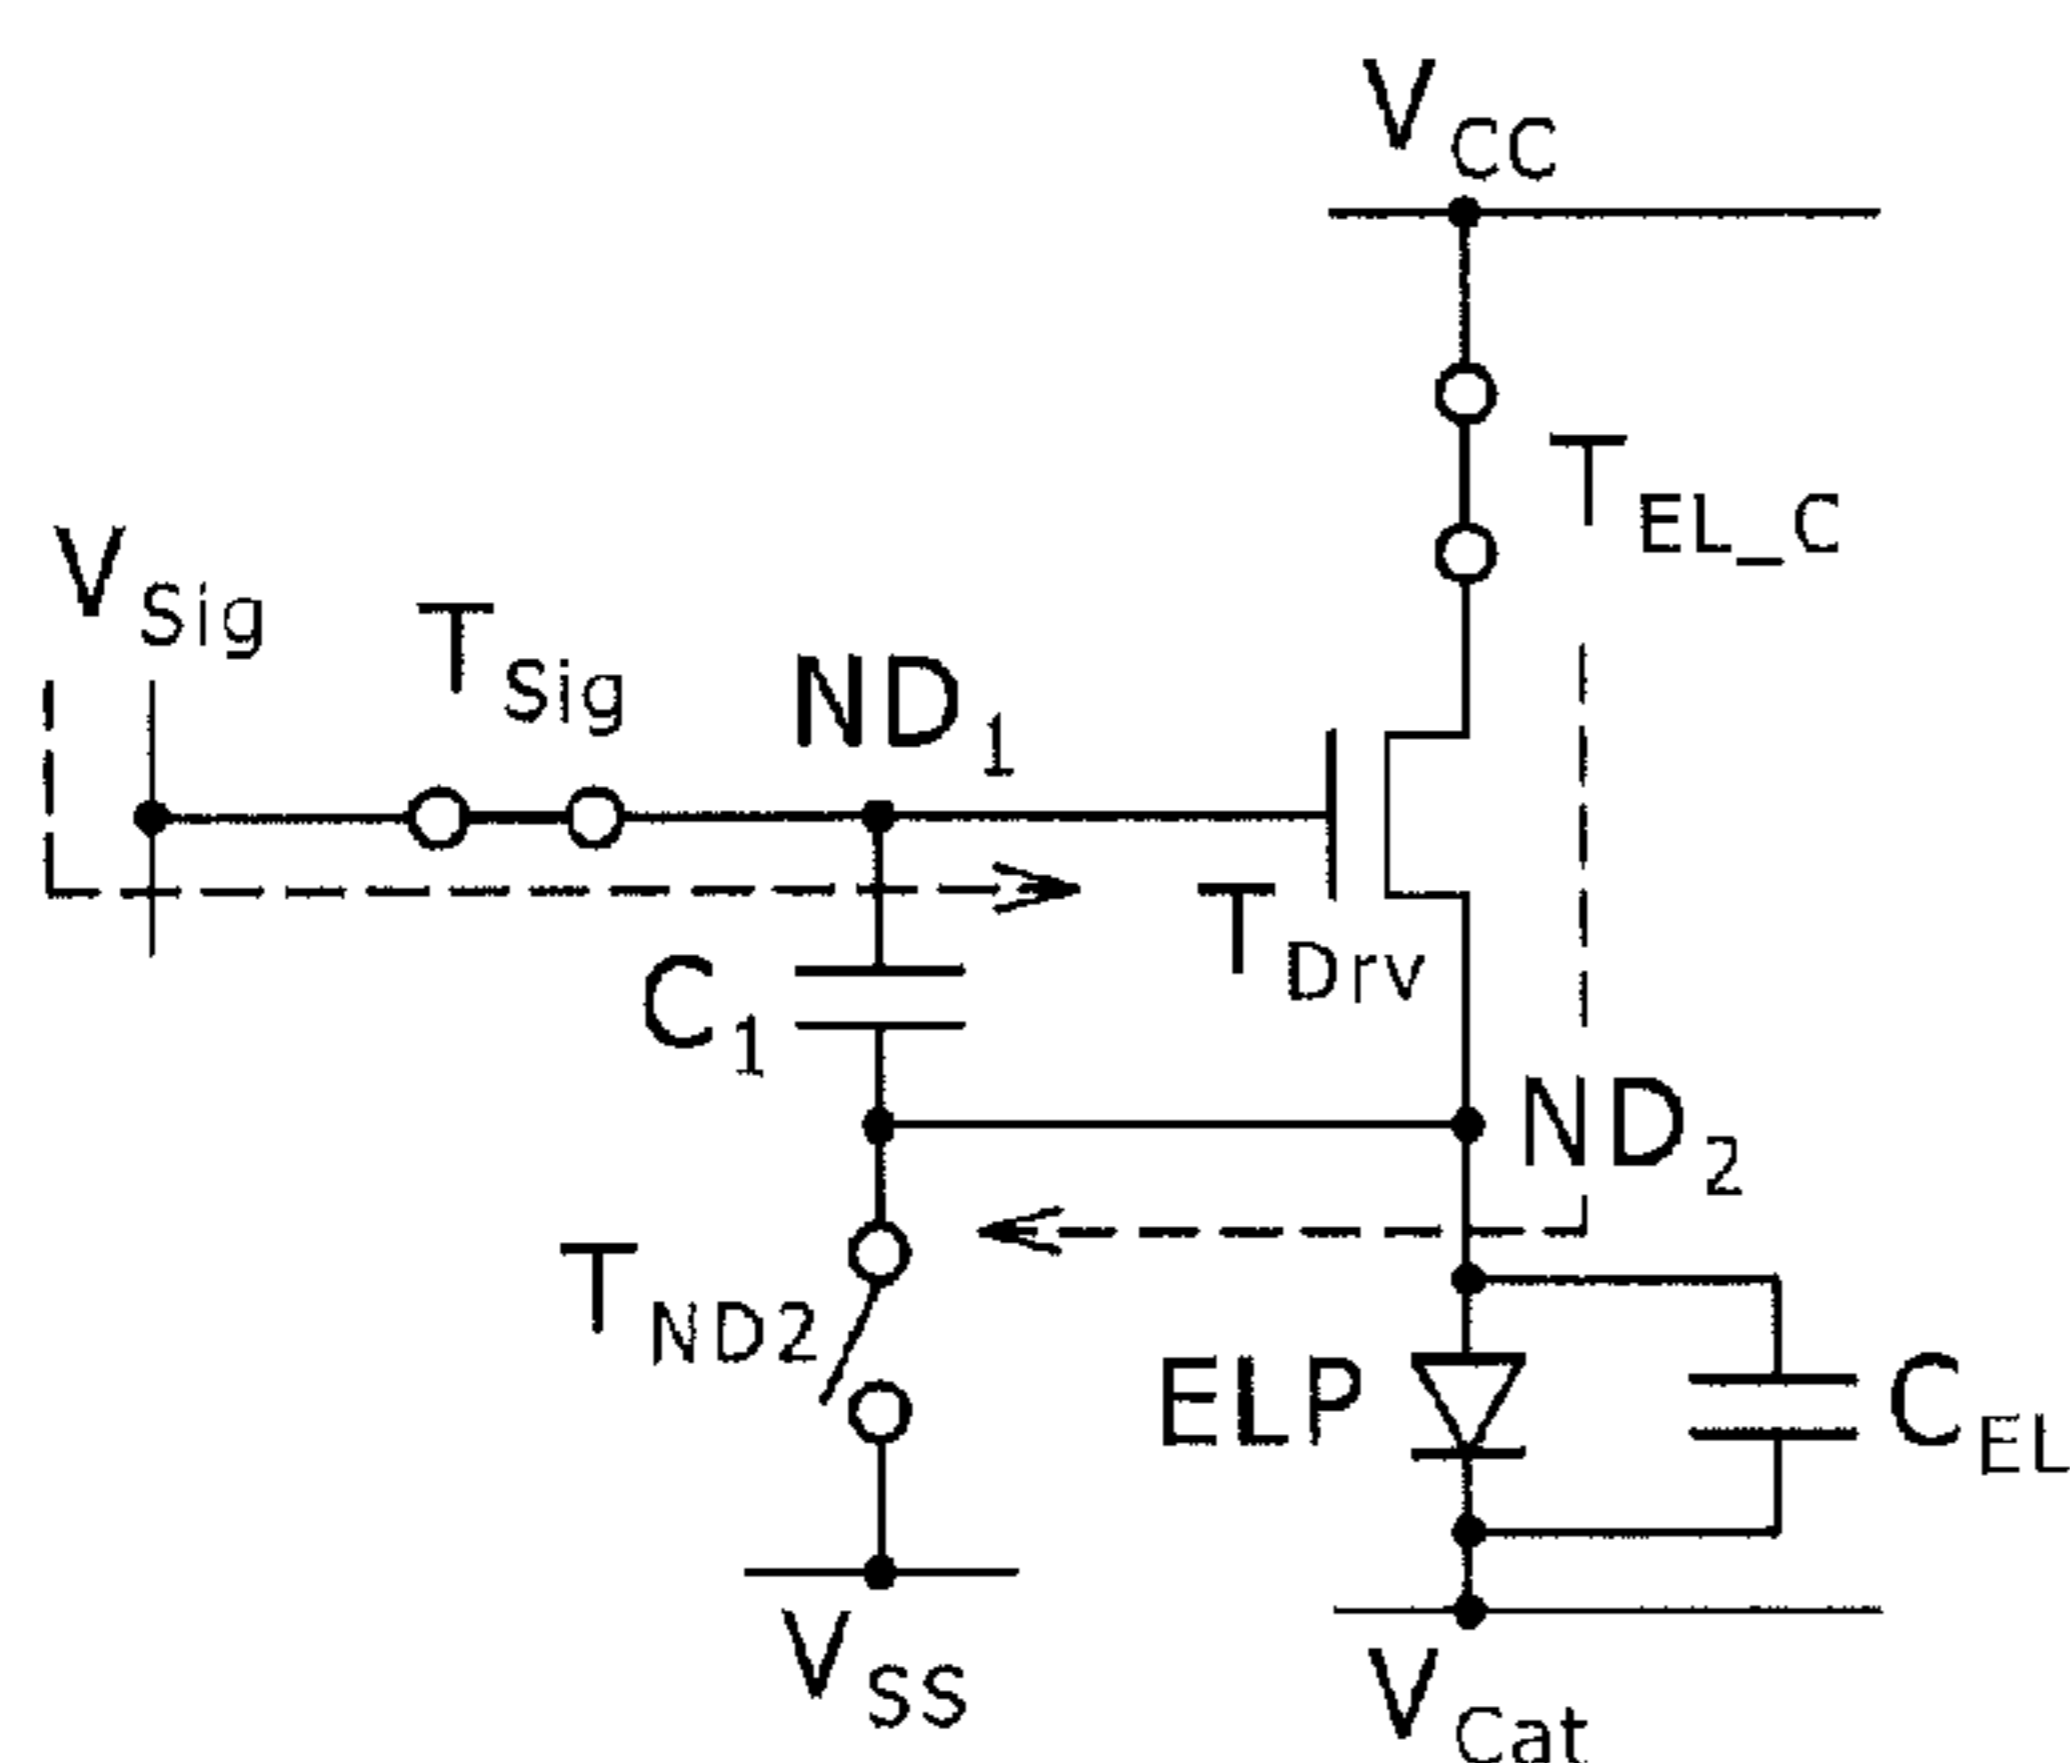 V_CC
T_EL_C
V_Sig
T_Sig
ND_1
T_Drv
C_1
ND_2
T_ND2
ELP
C_EL
V_SS
V_Cat